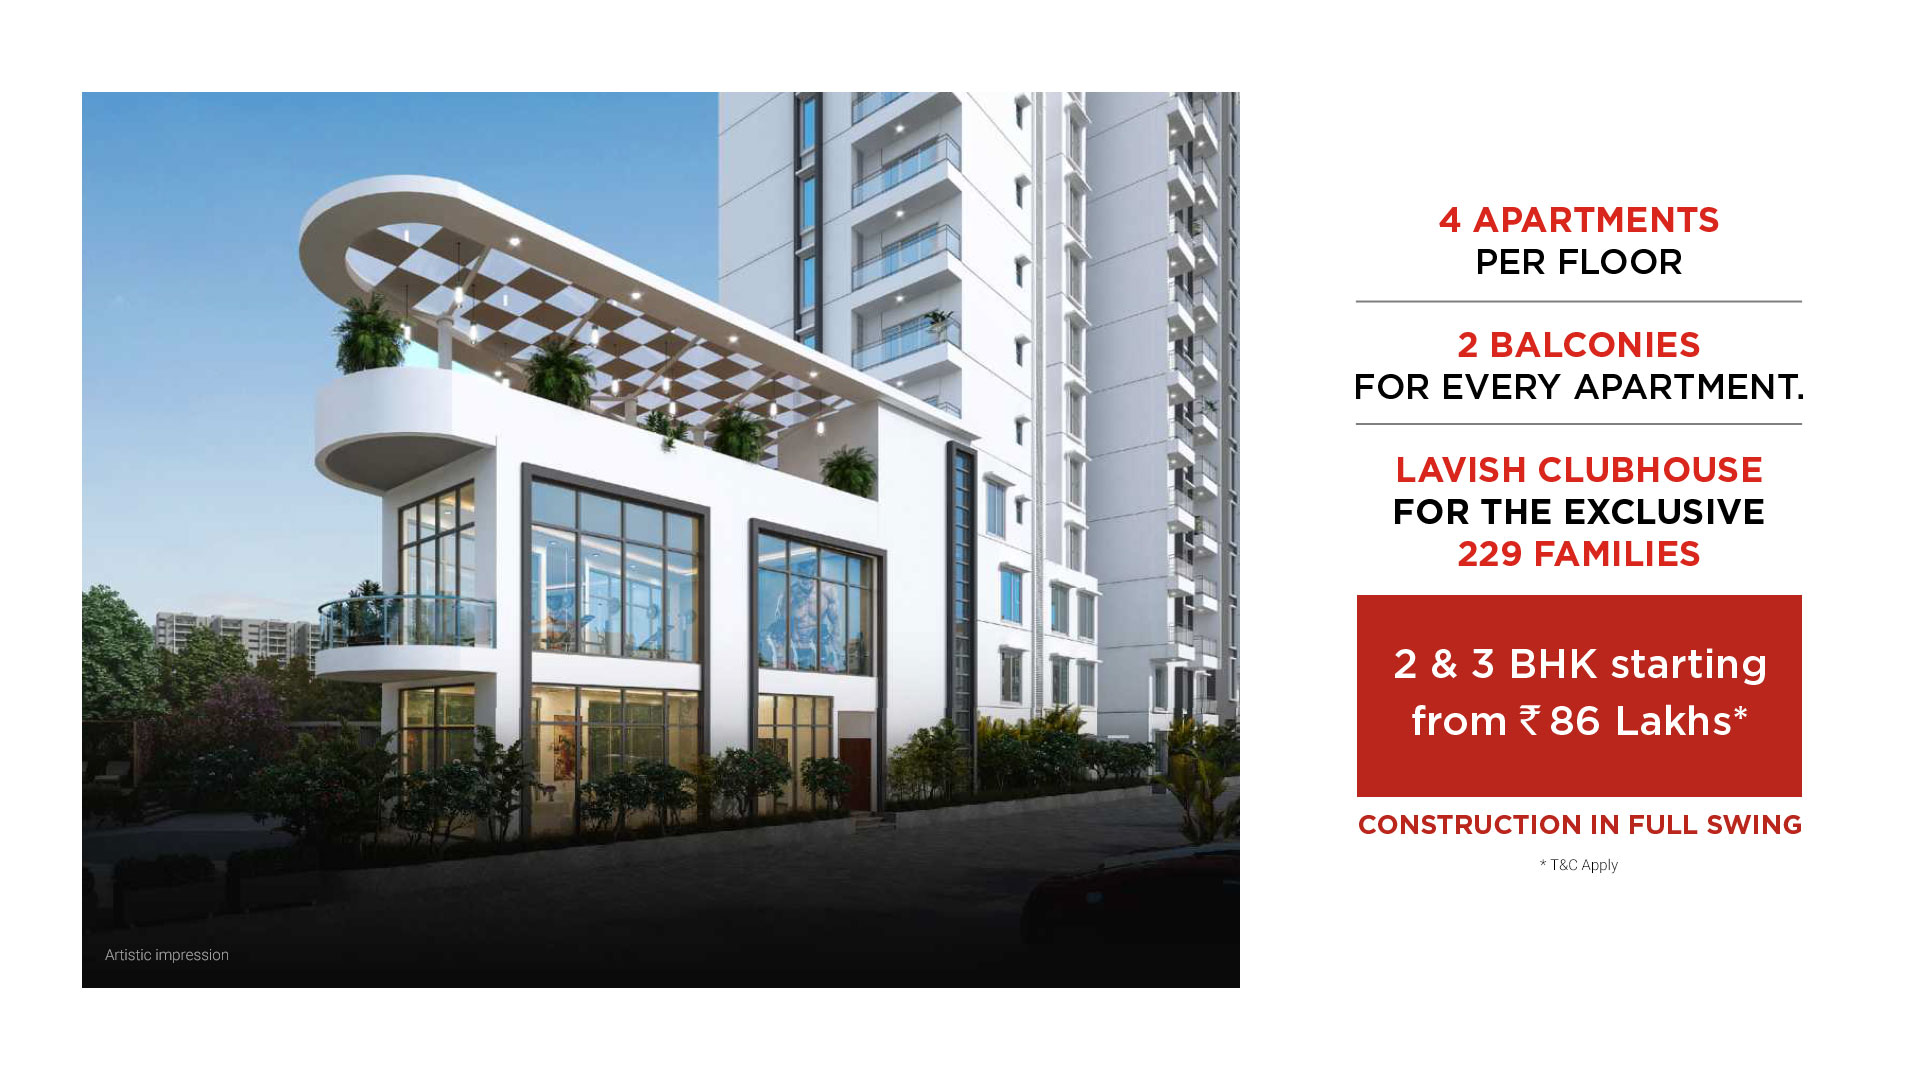 4 APARTMENTS
PER FLOOR
2 BALCONIES
FOR EVERY APARTMENT.
LAVISH CLUBHOUSE
FOR THE EXCLUSIVE
229 FAMILIES
2 & 3 BHK starting
from ₹ 86 Lakhs*
CONSTRUCTION IN FULL SWING
* T&C Apply
Artistic impression